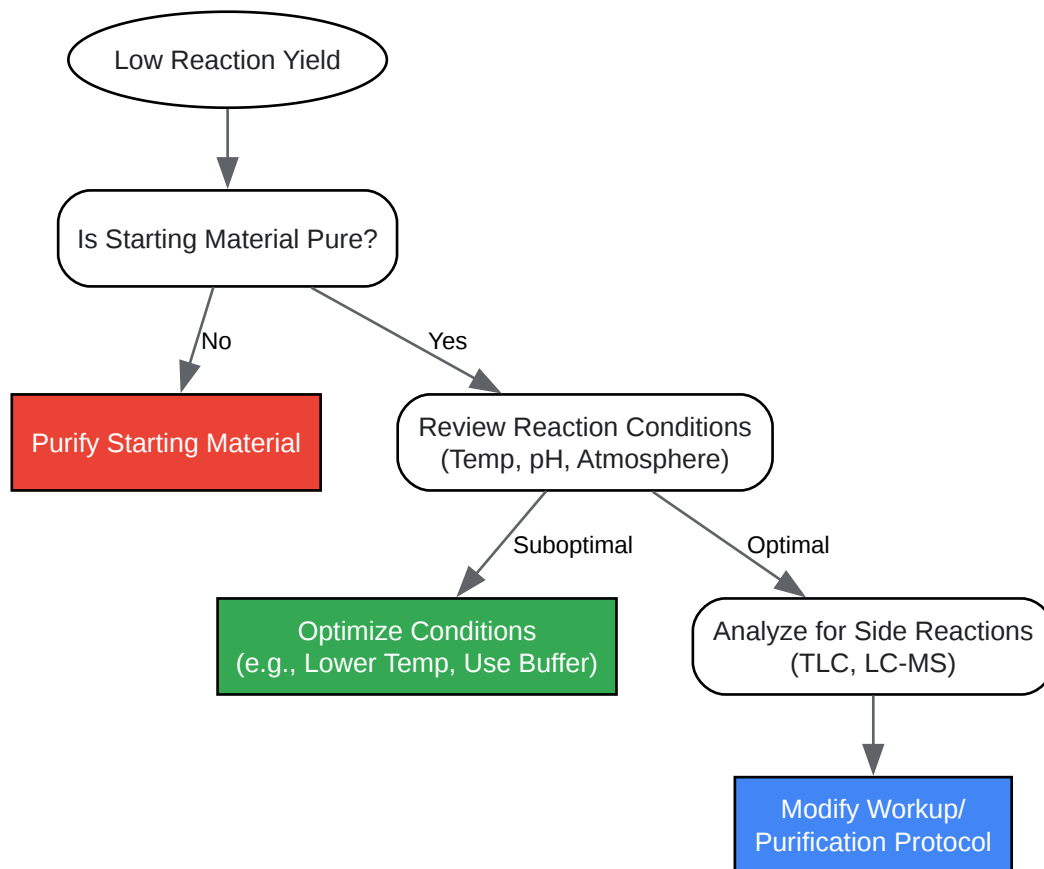 Low Reaction Yield
Is Starting Material Pure?
No
Yes
Purify Starting Material
Review Reaction Conditions
(Temp, pH, Atmosphere)
Suboptimal
Optimal
Optimize Conditions
(e.g., Lower Temp, Use Buffer)
Analyze for Side Reactions
(TLC, LC-MS)
Modify Workup/
Purification Protocol